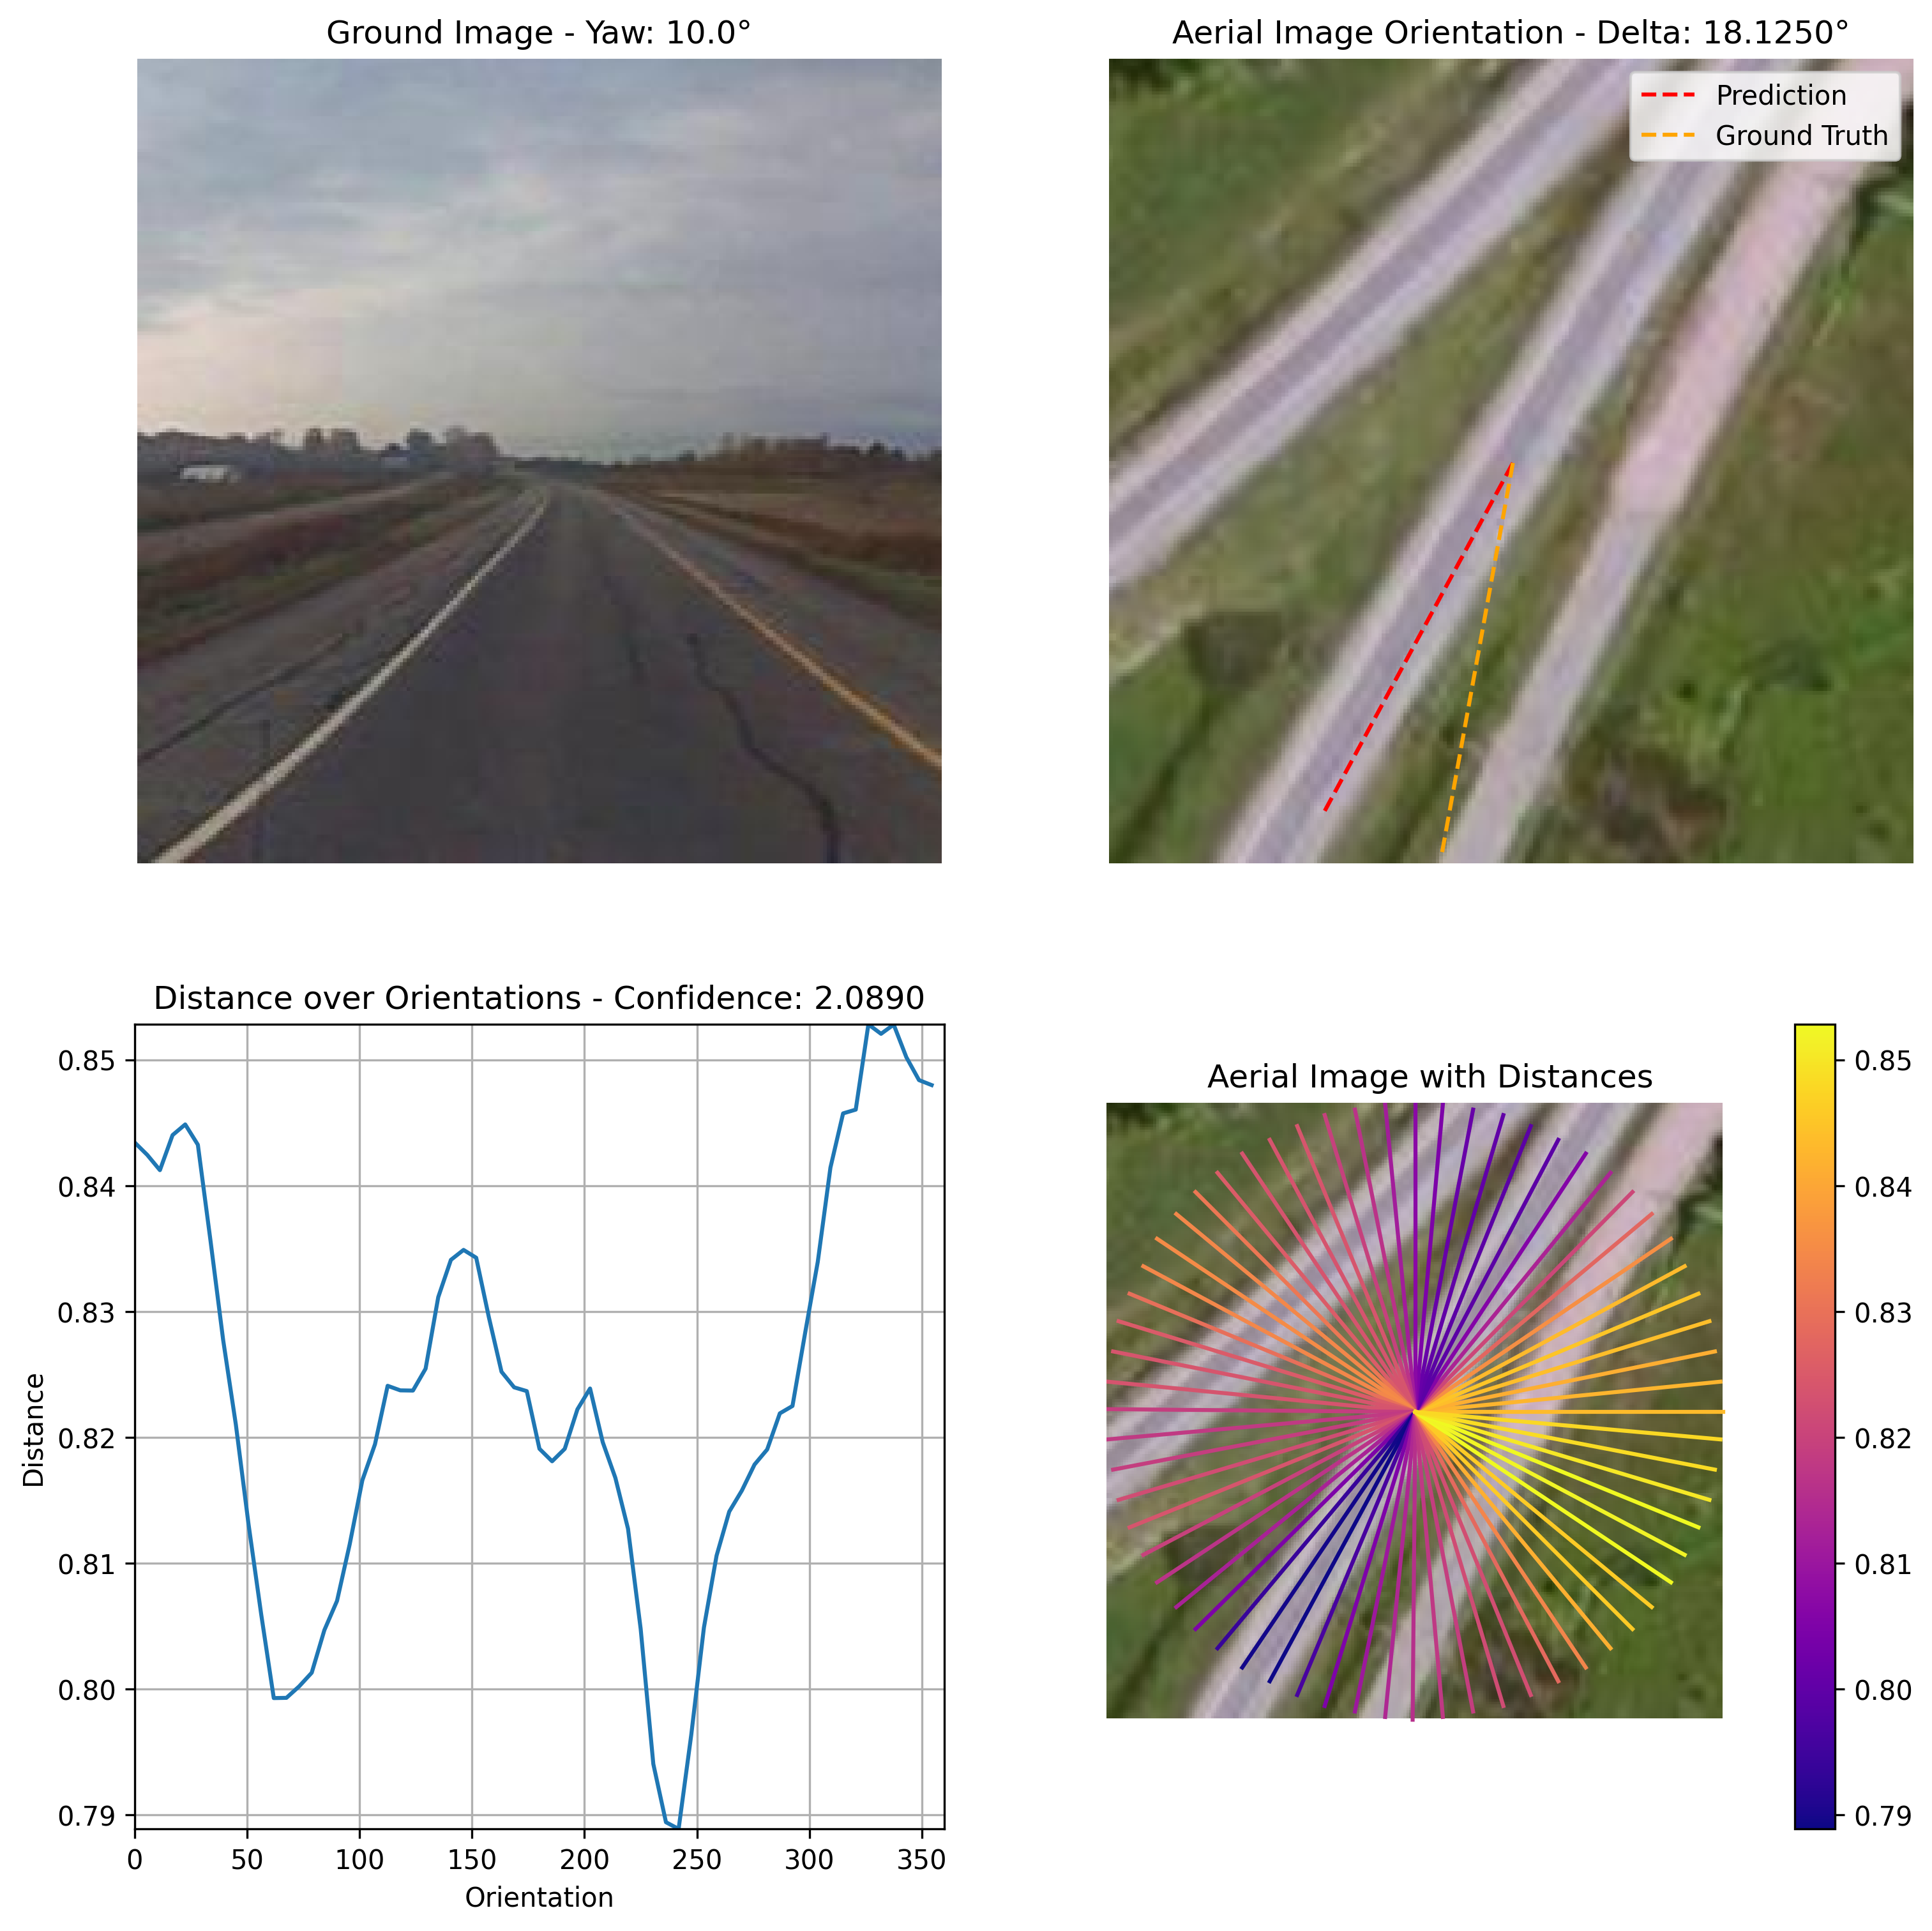 Ground Image - Yaw: 10.0°
Aerial Image Orientation - Delta: 18.1250°
Prediction
Ground Truth
Distance over Orientations - Confidence: 2.0890
0.85
0.84
0.83
0.82
0.81
0.80
0.79
Distance
0
50
100
150
200
250
300
350
Orientation
Aerial Image with Distances
0.85
0.84
0.83
0.82
0.81
0.80
0.79